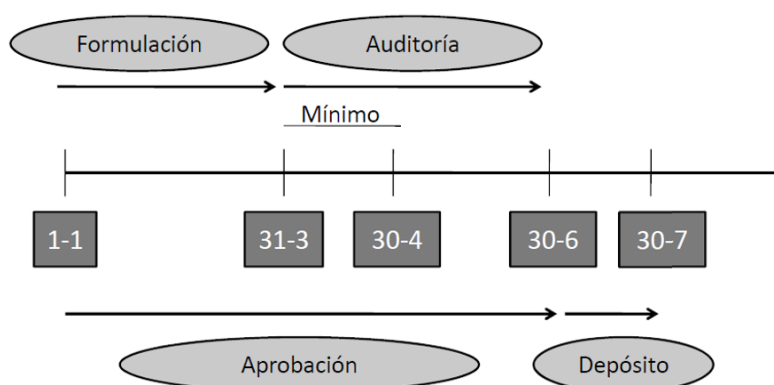 Formulación
Auditoría
Mínimo
1-1
31-3
30-4
30-6
30-7
Aprobación
Depósito